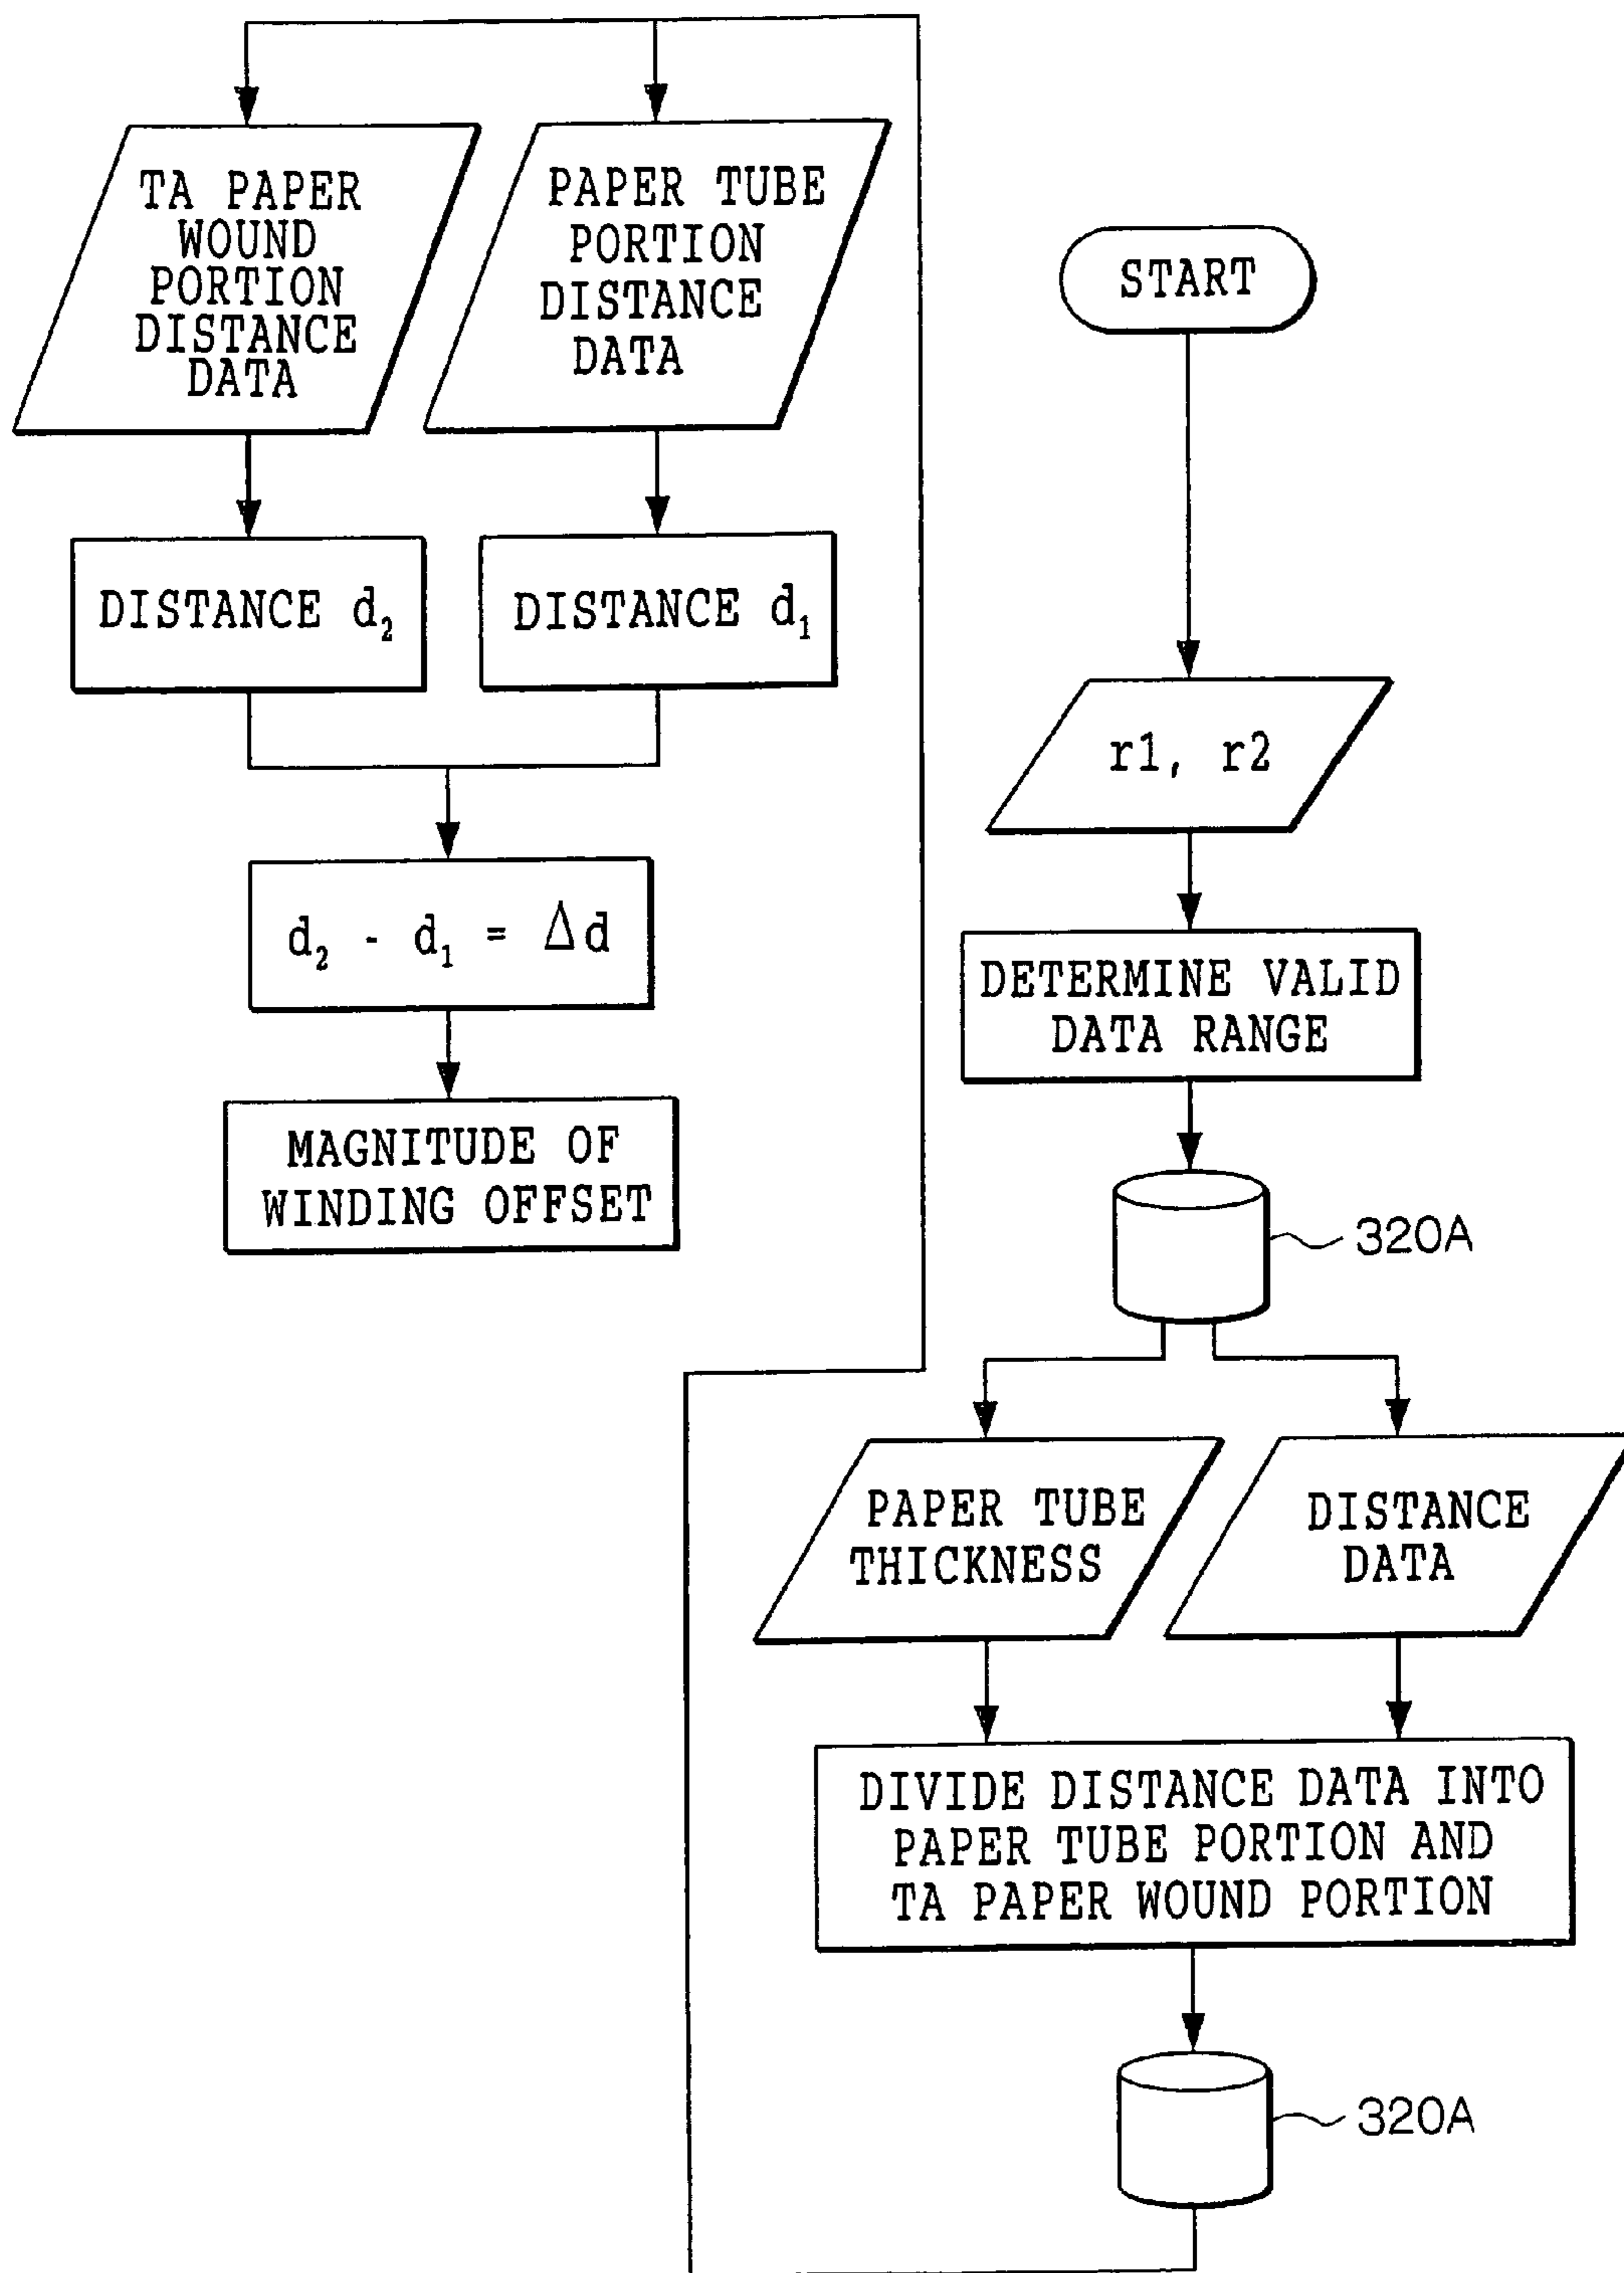 TA PAPER
WOUND
PORTION
DISTANCE
DATA
PAPER TUBE
PORTION
DISTANCE
DATA
DISTANCE d₂
DISTANCE d₁
d₂ - d₁ = Δd
MAGNITUDE OF
WINDING OFFSET
START
r1, r2
DETERMINE VALID
DATA RANGE
320A
PAPER TUBE
THICKNESS
DISTANCE
DATA
DIVIDE DISTANCE DATA INTO
PAPER TUBE PORTION AND
TA PAPER WOUND PORTION
320A